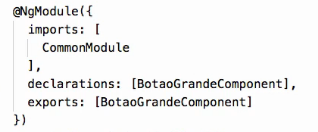 @NgModule({
  imports: [
    CommonModule
  ],
  declarations: [BotaoGrandeComponent],
  exports: [BotaoGrandeComponent]
})